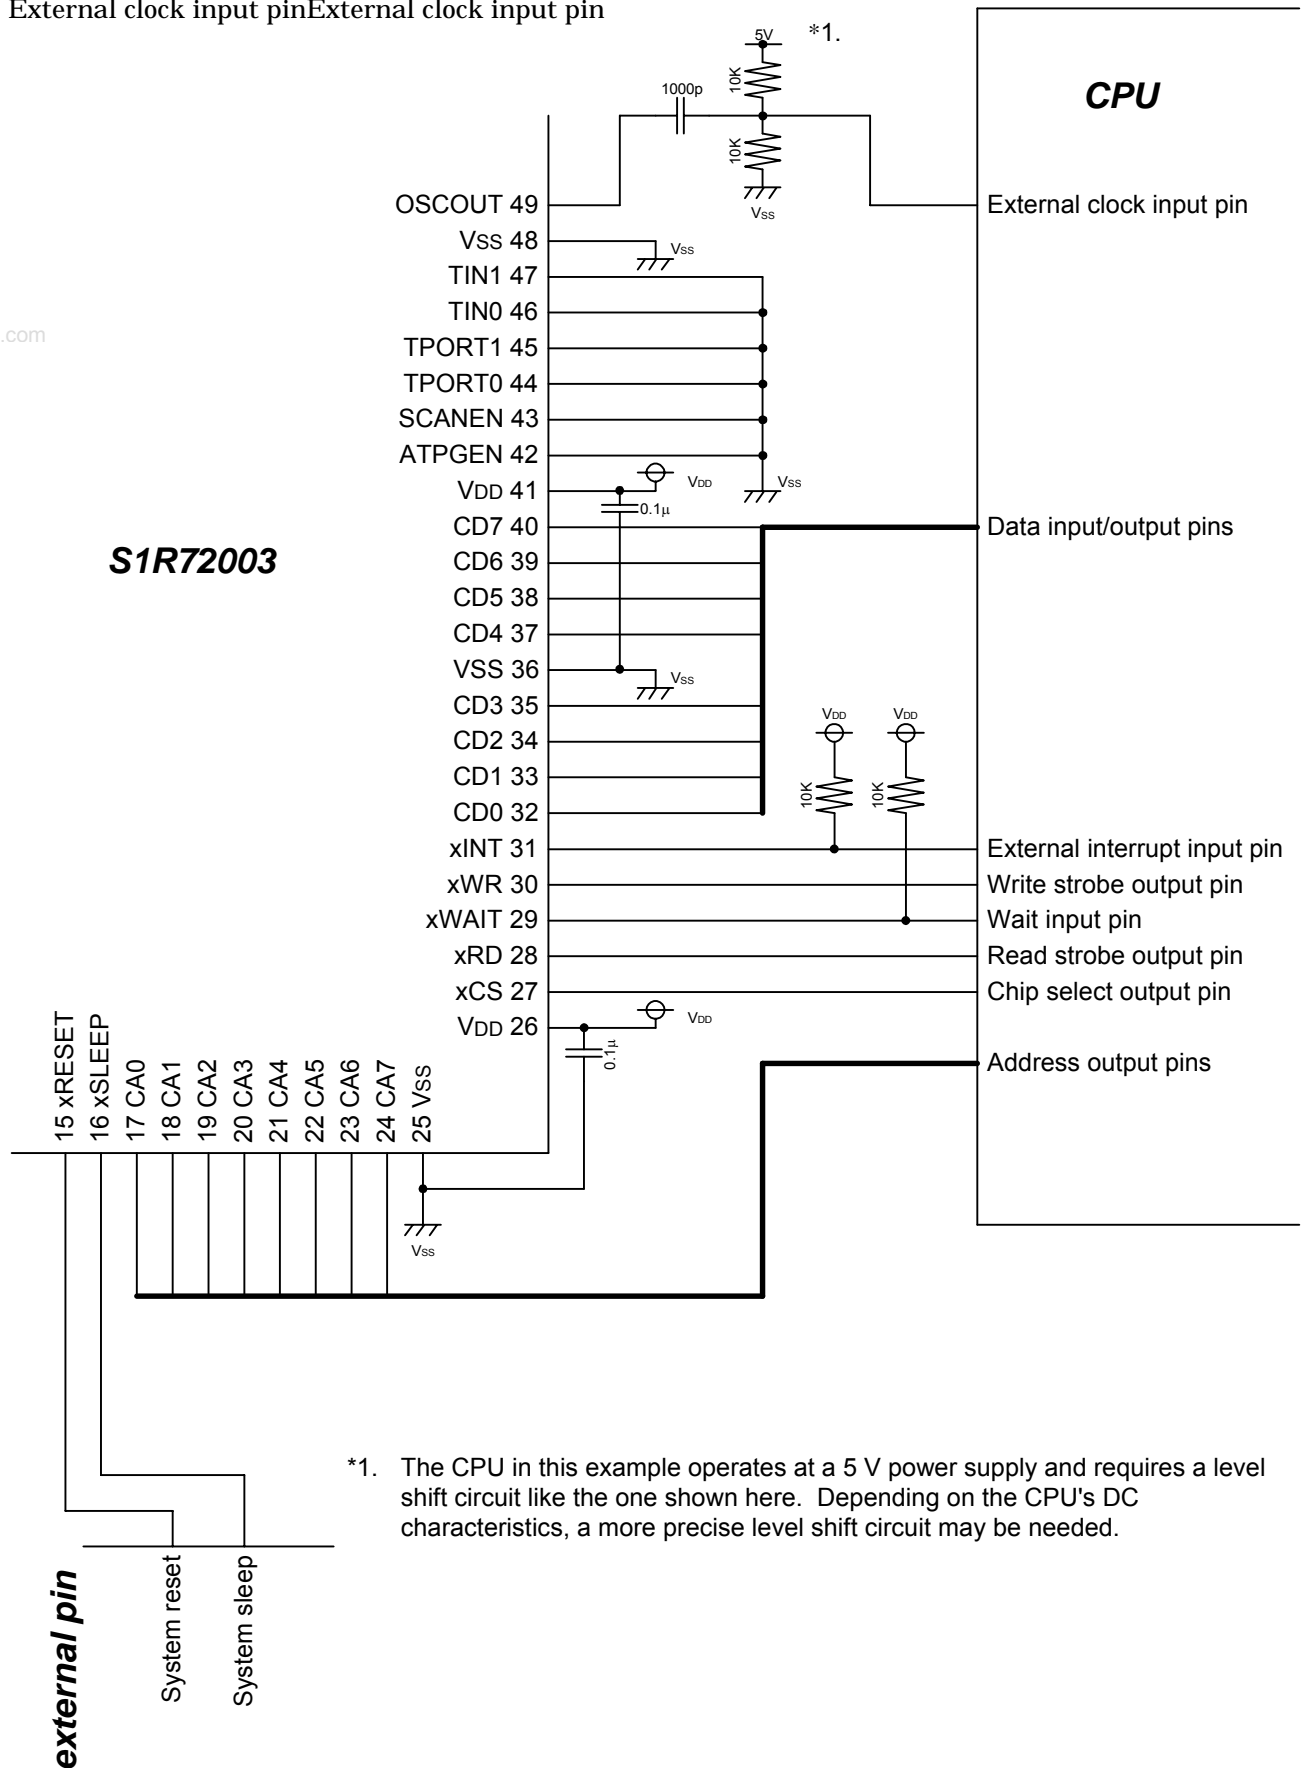 External clock input pinExternal clock input pin
5V
*1.
10K
1000p
10K
Vss
CPU
OSCOUT 49
External clock input pin
Vss 48
Vss
TIN1 47
TIN0 46
.com
TPORT1 45
TPORT0 44
SCANEN 43
ATPGEN 42
VDD 41
VDD
Vss
0.1μ
CD7 40
Data input/output pins
S1R72003
CD6 39
CD5 38
CD4 37
VSS 36
Vss
CD3 35
VDD
VDD
CD2 34
CD1 33
10K
10K
CD0 32
xINT 31
External interrupt input pin
xWR 30
Write strobe output pin
xWAIT 29
Wait input pin
xRD 28
Read strobe output pin
xCS 27
Chip select output pin
VDD 26
VDD
0.1μ
Address output pins
15 xRESET
16 xSLEEP
17 CA0
18 CA1
19 CA2
20 CA3
21 CA4
22 CA5
23 CA6
24 CA7
25 Vss
Vss
*1. The CPU in this example operates at a 5 V power supply and requires a level
shift circuit like the one shown here. Depending on the CPU's DC
characteristics, a more precise level shift circuit may be needed.
external pin
System reset
System sleep